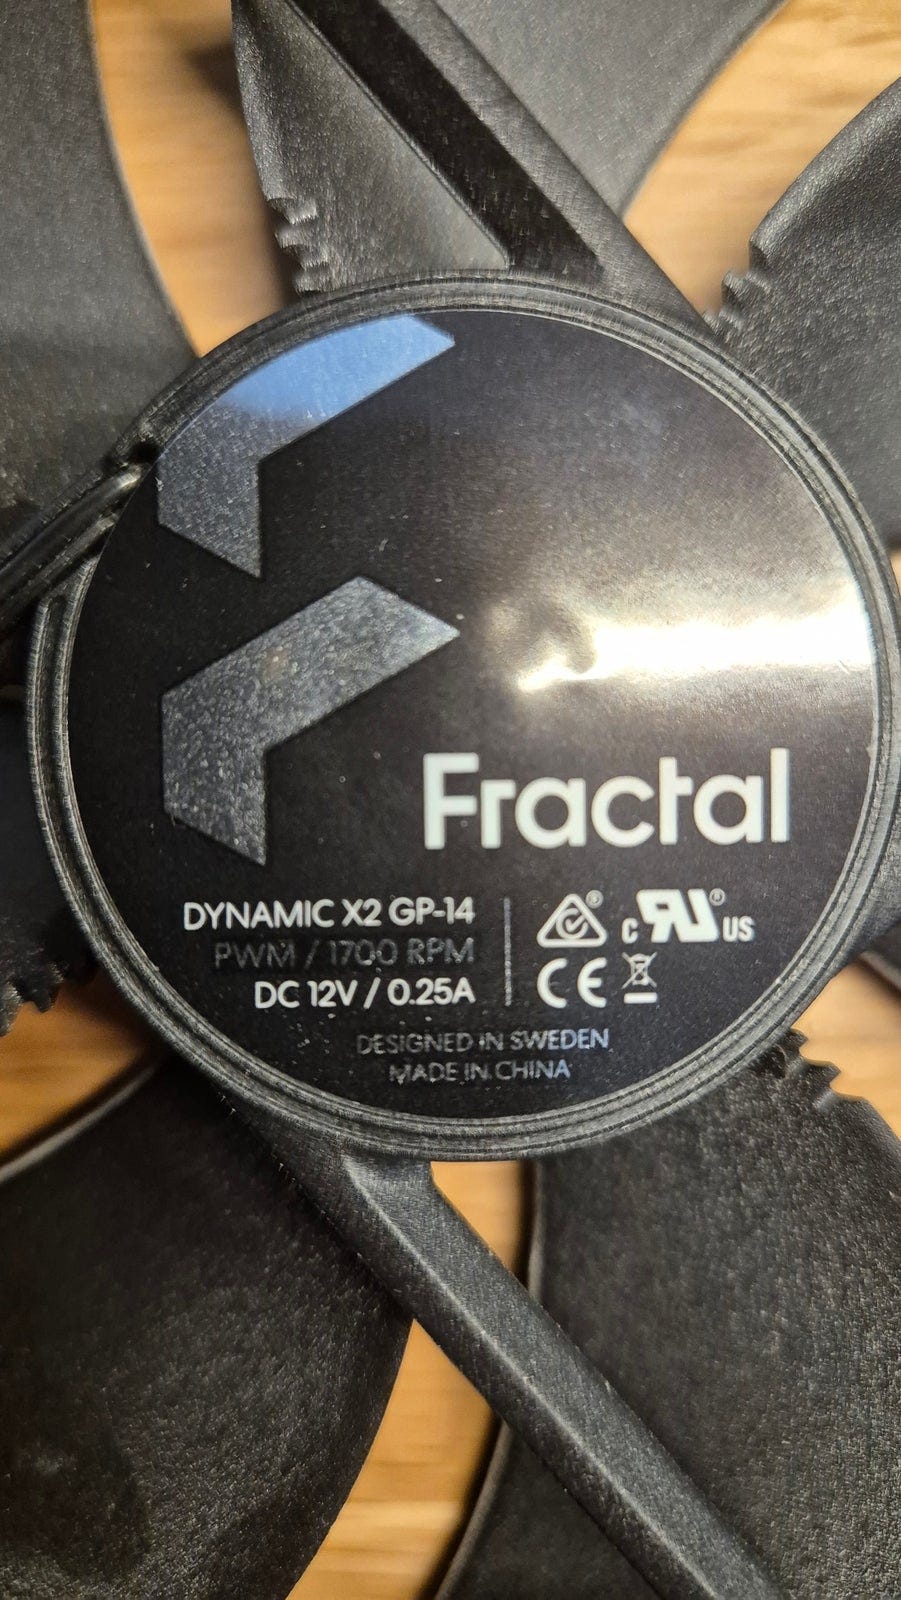 Fractal
DYNAMIC X2 GP-14
PWM / 1700 RPM
DC 12V / 0.25A
® c RU ® US
CE
DESIGNED IN SWEDEN
MADE IN CHINA